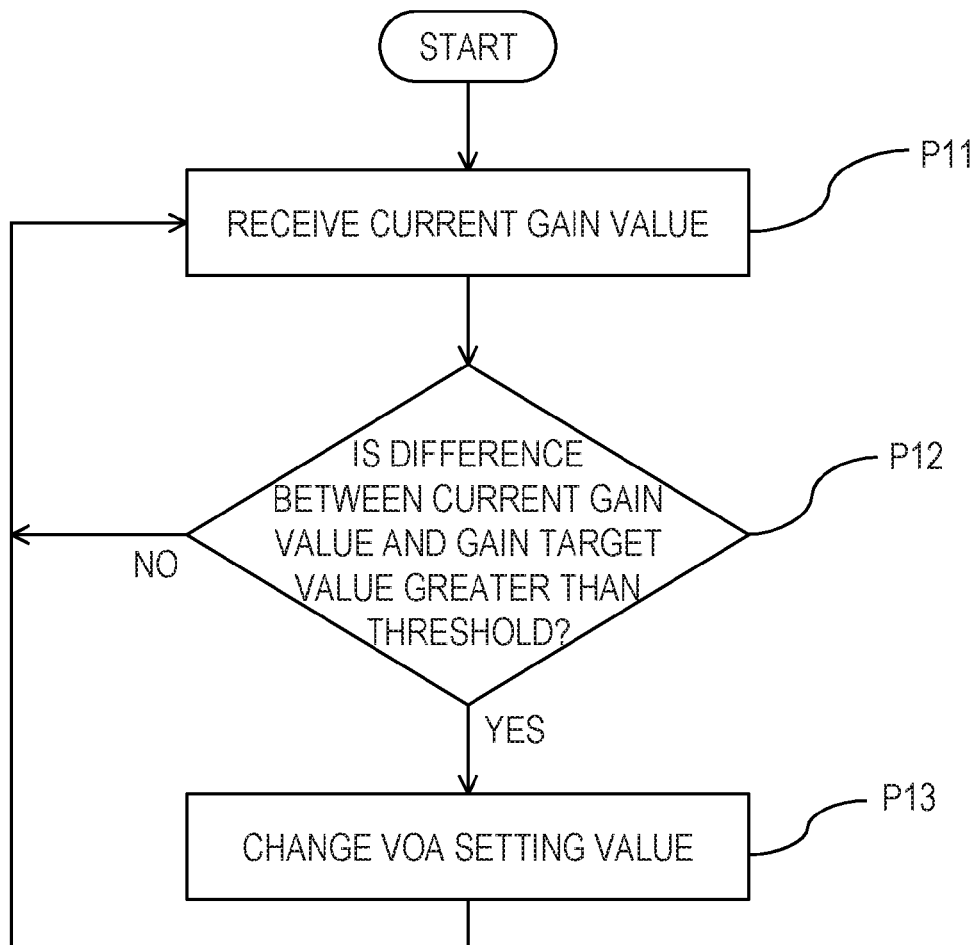 START
P11
RECEIVE CURRENT GAIN VALUE
IS DIFFERENCE
BETWEEN CURRENT GAIN
VALUE AND GAIN TARGET
VALUE GREATER THAN
THRESHOLD?
P12
NO
YES
P13
CHANGE VOA SETTING VALUE